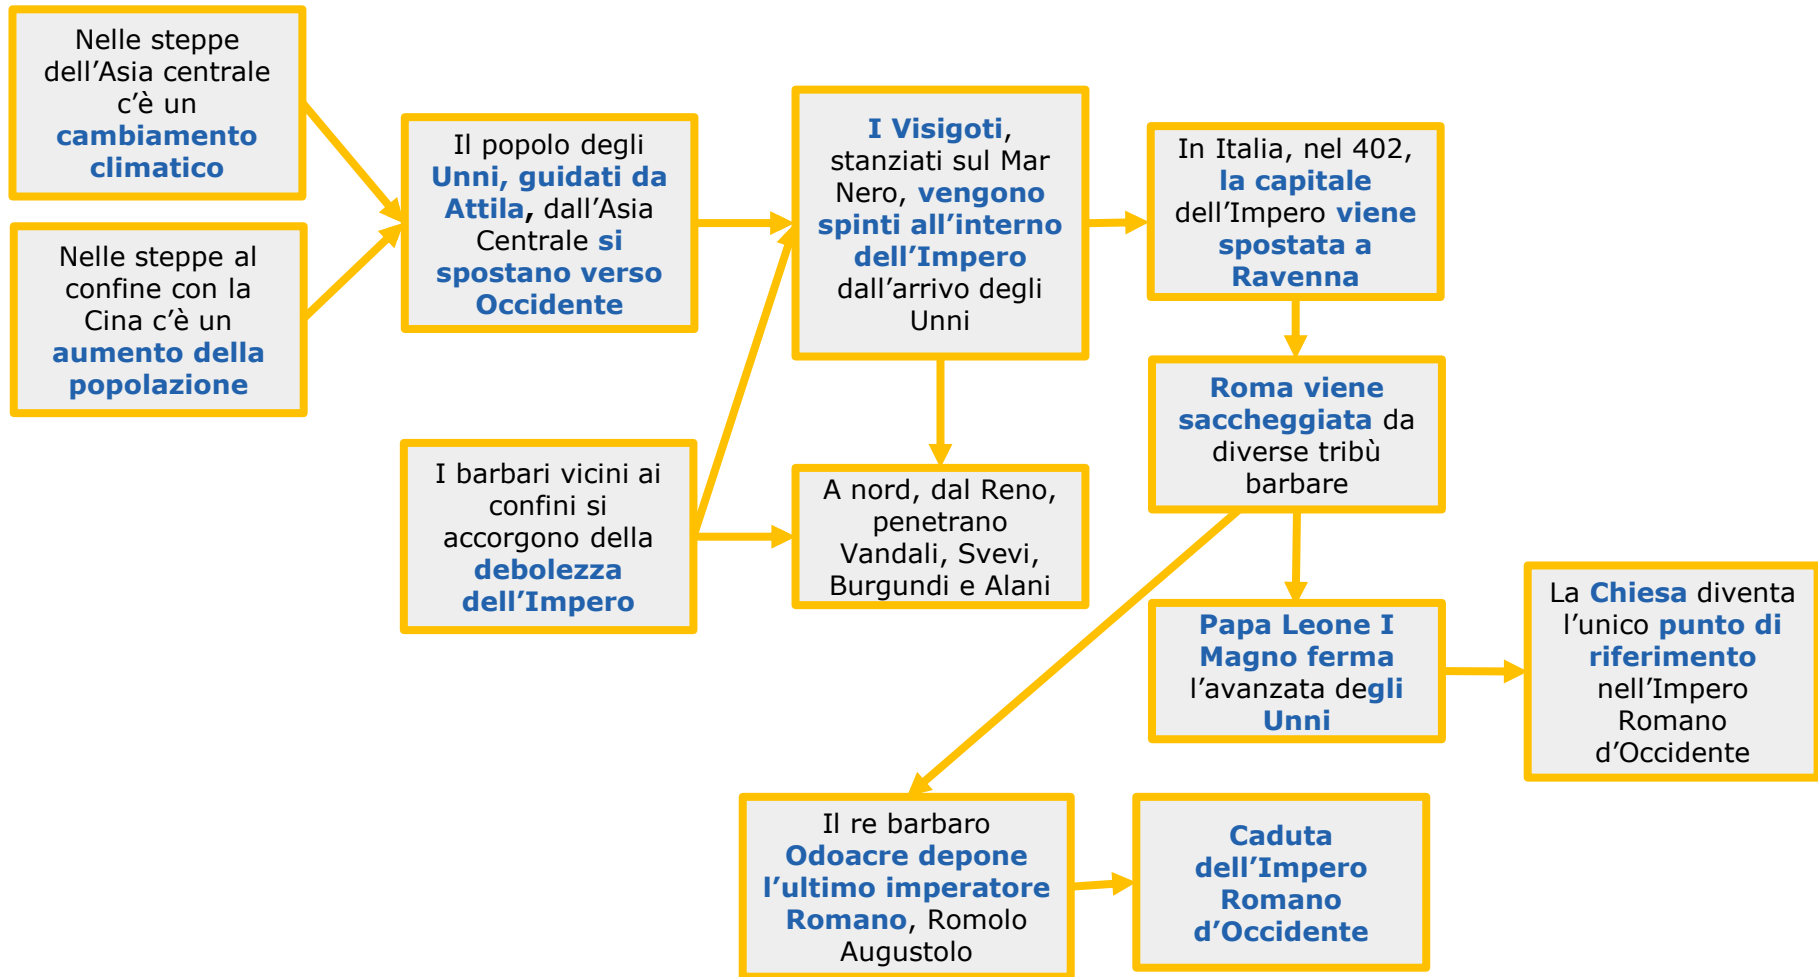 Nelle steppe
dell’Asia centrale
c’è un
cambiamento
climatico
Nelle steppe al
confine con la
Cina c’è un
aumento della
popolazione
Il popolo degli
Unni, guidati da
Attila, dall’Asia
Centrale si
spostano verso
Occidente
I barbari vicini ai
confini si
accorgono della
debolezza
dell’Impero
I Visigoti,
stanziati sul Mar
Nero, vengono
spinti all’interno
dell’Impero
dall’arrivo degli
Unni
A nord, dal Reno,
penetrano
Vandali, Svevi,
Burgundi e Alani
In Italia, nel 402,
la capitale
dell’Impero viene
spostata a
Ravenna
Roma viene
saccheggiata da
diverse tribù
barbare
Papa Leone I
Magno ferma
l’avanzata degli
Unni
La Chiesa diventa
l’unico punto di
riferimento
nell’Impero
Romano
d’Occidente
Il re barbaro
Odoacre depone
l’ultimo imperatore
Romano, Romolo
Augustolo
Caduta
dell’Impero
Romano
d’Occidente